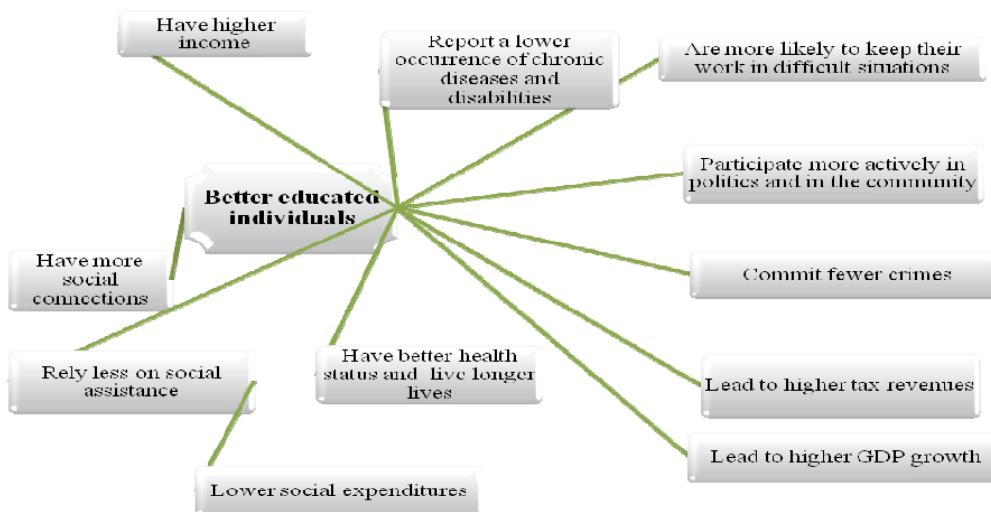 Have higher
income
Report a lower
occurrence of chronic
diseases and
disabilities
Are more likely to keep their
work in difficult situations
Better educated
individuals
Participate more actively in
politics and in the community
Have more
social
connections
Commit fewer crimes
Rely less on social
assistance
Have better health
status and live longer
lives
Lead to higher tax revenues
Lead to higher GDP growth
Lower social expenditures